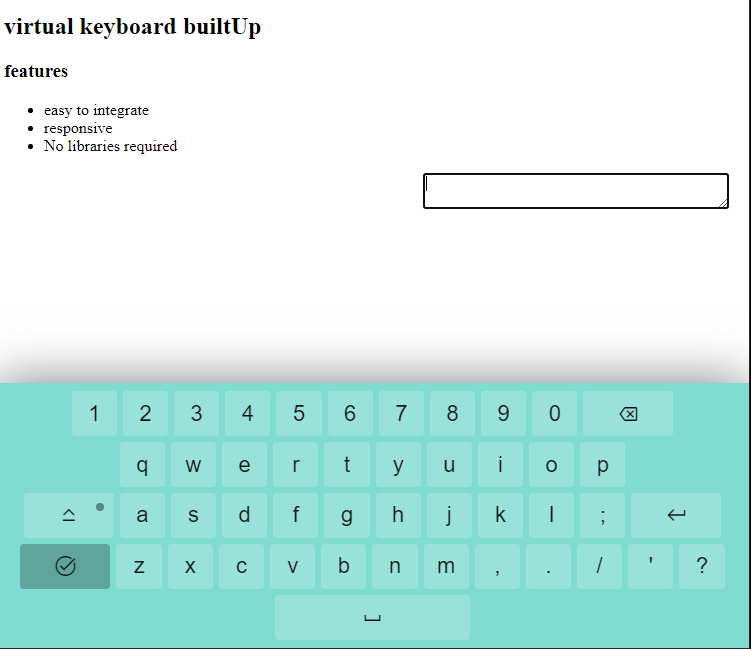 virtual keyboard builtUp
features
easy to integrate
responsive
No libraries required
1 2 3 4 5 6 7 8 9 0
q w e r t y u i o p
a s d f g h j k l ;
z x c v b n m , . / ' ?